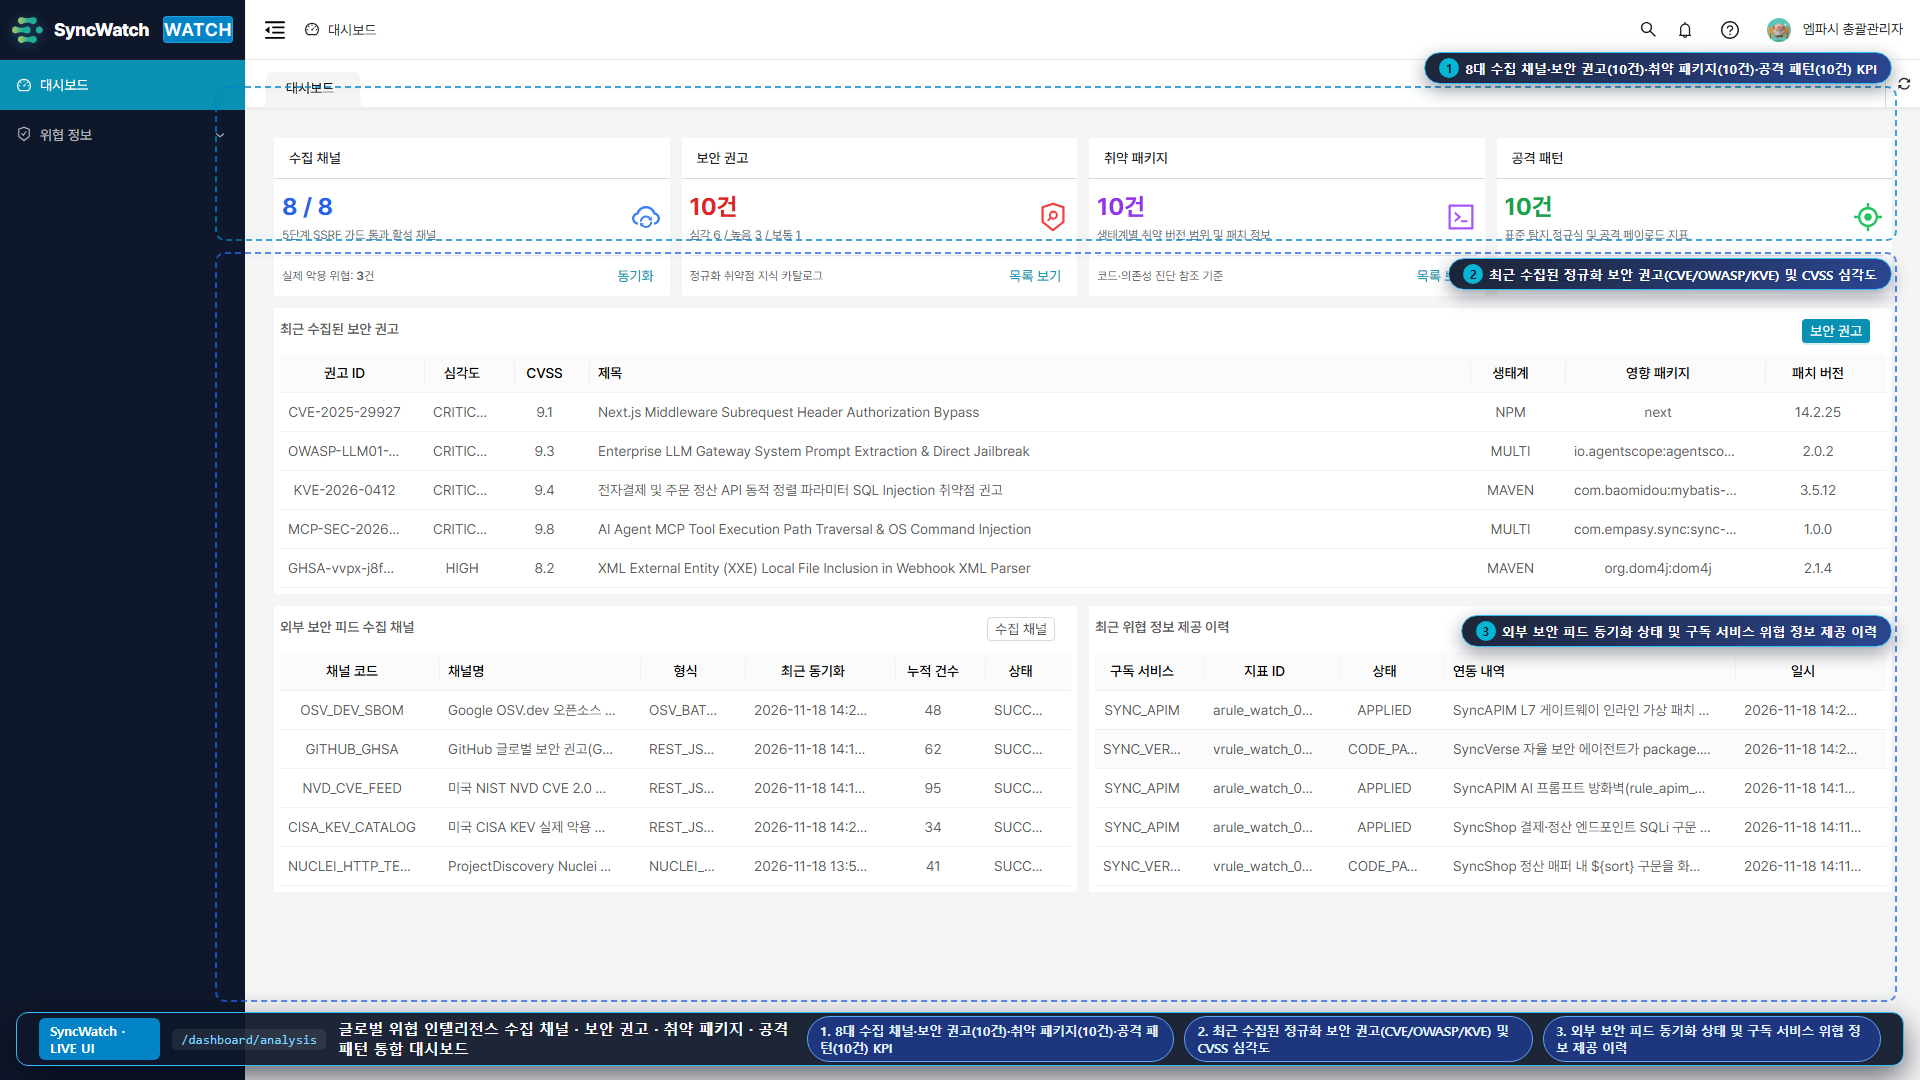 SyncWatch WATCH
대시보드
엠파시 총괄관리자
대시보드
위협 정보
대시보드
1 8대 수집 채널·보안 권고(10건)·취약 패키지(10건)·공격 패턴(10건) KPI
수집 채널
8 / 8
5단계 SSRF 가드 통과 활성 채널
실제 악용 위협: 3건
동기화
보안 권고
10건
심각 6 / 높음 3 / 보통 1
정규화 취약점 지식 카탈로그
목록 보기
취약 패키지
10건
생태계별 취약 버전 범위 및 패치 정보
코드·의존성 진단 참조 기준
목록
공격 패턴
10건
표준 탐지 정규식 및 공격 페이로드 지표
2 최근 수집된 정규화 보안 권고(CVE/OWASP/KVE) 및 CVSS 심각도
최근 수집된 보안 권고
보안 권고
권고 ID 심각도 CVSS 제목 생태계 영향 패키지 패치 버전
CVE-2025-29927 CRITIC... 9.1 Next.js Middleware Subrequest Header Authorization Bypass NPM next 14.2.25
OWASP-LLM01-... CRITIC... 9.3 Enterprise LLM Gateway System Prompt Extraction & Direct Jailbreak MULTI io.agentscope:agentsco... 2.0.2
KVE-2026-0412 CRITIC... 9.4 전자결제 및 주문 정산 API 동적 정렬 파라미터 SQL Injection 취약점 권고 MAVEN com.baomidou:mybatis-... 3.5.12
MCP-SEC-2026... CRITIC... 9.8 AI Agent MCP Tool Execution Path Traversal & OS Command Injection MULTI com.empasy.sync:sync-... 1.0.0
GHSA-vvpx-j8f... HIGH 8.2 XML External Entity (XXE) Local File Inclusion in Webhook XML Parser MAVEN org.dom4j:dom4j 2.1.4
외부 보안 피드 수집 채널
수집 채널
채널 코드 채널명 형식 최근 동기화 누적 건수 상태
OSV_DEV_SBOM Google OSV.dev 오픈소스 ... OSV_BAT... 2026-11-18 14:2... 48 SUCC...
GITHUB_GHSA GitHub 글로벌 보안 권고(G... REST_JS... 2026-11-18 14:1... 62 SUCC...
NVD_CVE_FEED 미국 NIST NVD CVE 2.0 ... REST_JS... 2026-11-18 14:1... 95 SUCC...
CISA_KEV_CATALOG 미국 CISA KEV 실제 악용 ... REST_JS... 2026-11-18 14:2... 34 SUCC...
NUCLEI_HTTP_TE... ProjectDiscovery Nuclei ... NUCLEI_... 2026-11-18 13:5... 41 SUCC...
최근 위협 정보 제공 이력
3 외부 보안 피드 동기화 상태 및 구독 서비스 위협 정보 제공 이력
구독 서비스 지표 ID 상태 연동 내역 일시
SYNC_APIM arule_watch_0... APPLIED SyncAPIM L7 게이트웨이 인라인 가상 패치 ... 2026-11-18 14:2...
SYNC_VER... vrule_watch_0... CODE_PA... SyncVerse 자율 보안 에이전트가 package.... 2026-11-18 14:2...
SYNC_APIM arule_watch_0... APPLIED SyncAPIM AI 프롬프트 방화벽(rule_apim_... 2026-11-18 14:1...
SYNC_APIM arule_watch_0... APPLIED SyncShop 결제·정산 엔드포인트 SQLi 구문 ... 2026-11-18 14:11...
SYNC_VER... vrule_watch_0... CODE_PA... SyncShop 정산 매퍼 내 ${sort} 구문을 화... 2026-11-18 14:11...
SyncWatch ·
LIVE UI
/dashboard/analysis
글로벌 위협 인텔리전스 수집 채널 · 보안 권고 · 취약 패키지 · 공격
패턴 통합 대시보드
1. 8대 수집 채널·보안 권고(10건)·취약 패키지(10건)·공격 패
턴(10건) KPI
2. 최근 수집된 정규화 보안 권고(CVE/OWASP/KVE) 및
CVSS 심각도
3. 외부 보안 피드 동기화 상태 및 구독 서비스 위협 정
보 제공 이력